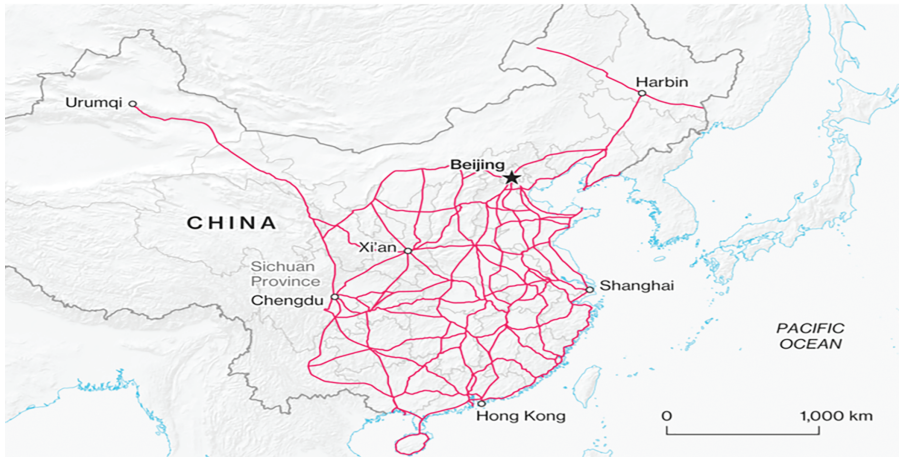 Harbin
Urumqi
Beijing
CHINA
Xi'an
Sichuan
Province
Chengdu
Shanghai
PACIFIC
OCEAN
Hong Kong
0 1,000 km